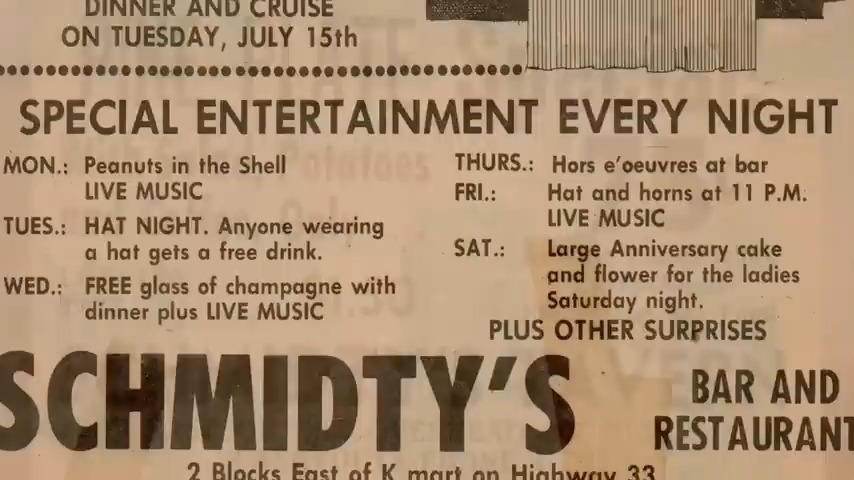 DINNER AND CRUISE
ON TUESDAY, JULY 15th
SPECIAL ENTERTAINMENT EVERY NIGHT
MON.: Peanuts in the Shell
LIVE MUSIC
TUES.: HAT NIGHT. Anyone wearing
a hat gets a free drink.
WED.: FREE glass of champagne with
dinner plus LIVE MUSIC
THURS.: Hors e'oeuvres at bar
FRI.: Hat and horns at 11 P.M.
LIVE MUSIC
SAT.: Large Anniversary cake
and flower for the ladies
Saturday night.
PLUS OTHER SURPRISES
SCHMIDTY'S
BAR AND
RESTAURANT
2 Blocks East of K mart on Highway 33